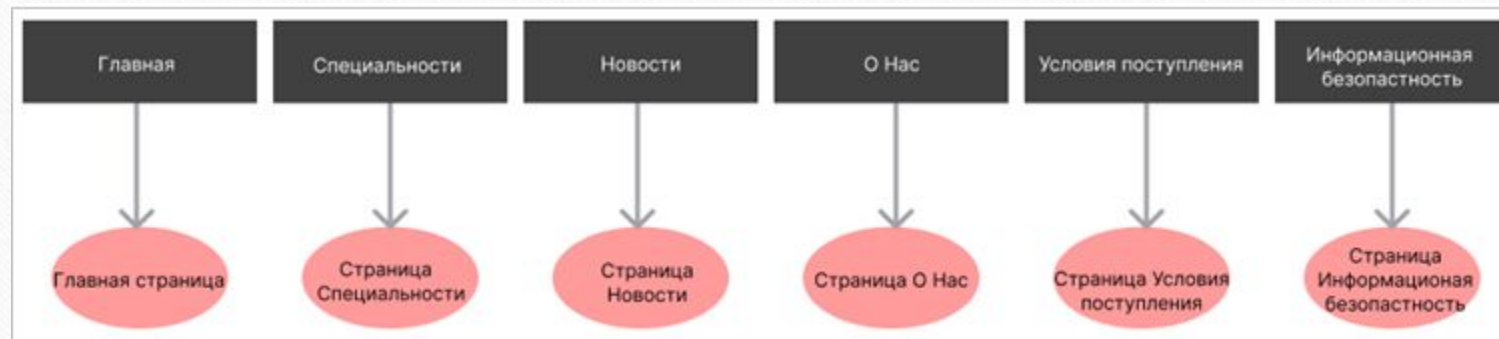 Главная
Специальности
Новости
О Нас
Условия поступления
Информационная
безопастность
Главная страница
Страница
Специальности
Страница
Новости
Страница О Нас
Страница Условия
поступления
Страница
Информационая
безопастность